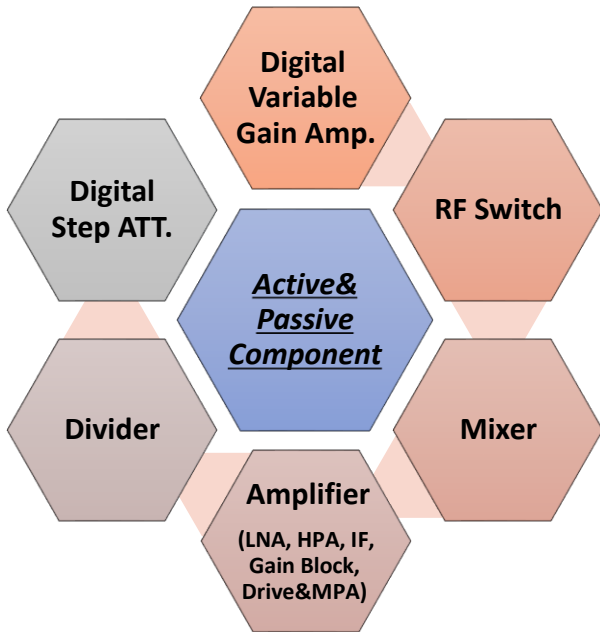 Digital
Variable
Gain Amp.
RF Switch
Mixer
Amplifier
(LNA, HPA, IF,
Gain Block,
Drive&MPA)
Divider
Digital
Step ATT.
Active&
Passive
Component